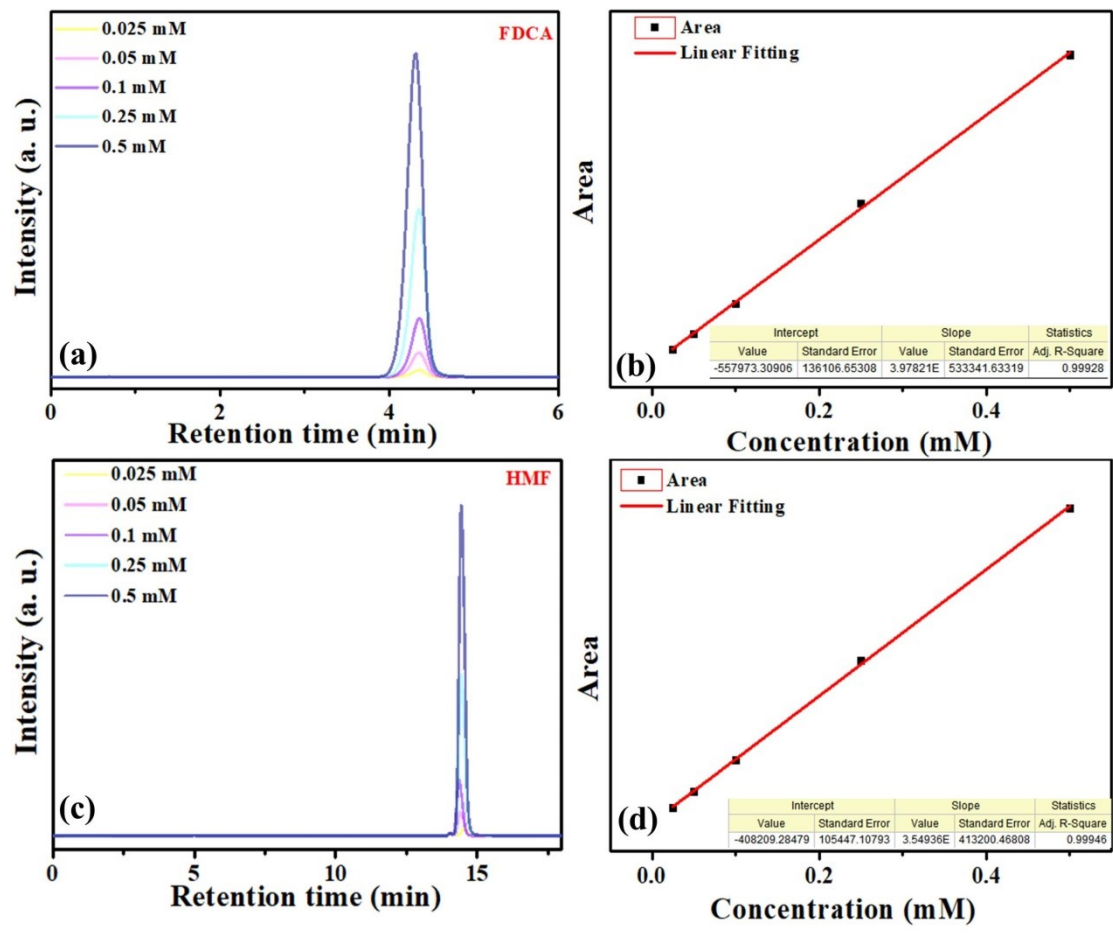 0.025 mM
0.05 mM
0.1 mM
0.25 mM
0.5 mM
FDCA
Intensity (a. u.)
(a)
0 1 2 3 4 5 6
Retention time (min)
Area
Linear Fitting
Area
(b)
Intercept Slope Statistics
Value Standard Error Value Standard Error Adj. R-Square
-557973.30906 136106.65308 3.97821E 533341.63319 0.99928
0.0 0.2 0.4
Concentration (mM)
0.025 mM
0.05 mM
0.1 mM
0.25 mM
0.5 mM
HMF
Intensity (a. u.)
(c)
0 5 10 15
Retention time (min)
Area
Linear Fitting
Area
(d)
Intercept Slope Statistics
Value Standard Error Value Standard Error Adj. R-Square
-408209.28479 105447.10793 3.54936E 413200.46808 0.99946
0.0 0.2 0.4
Concentration (mM)